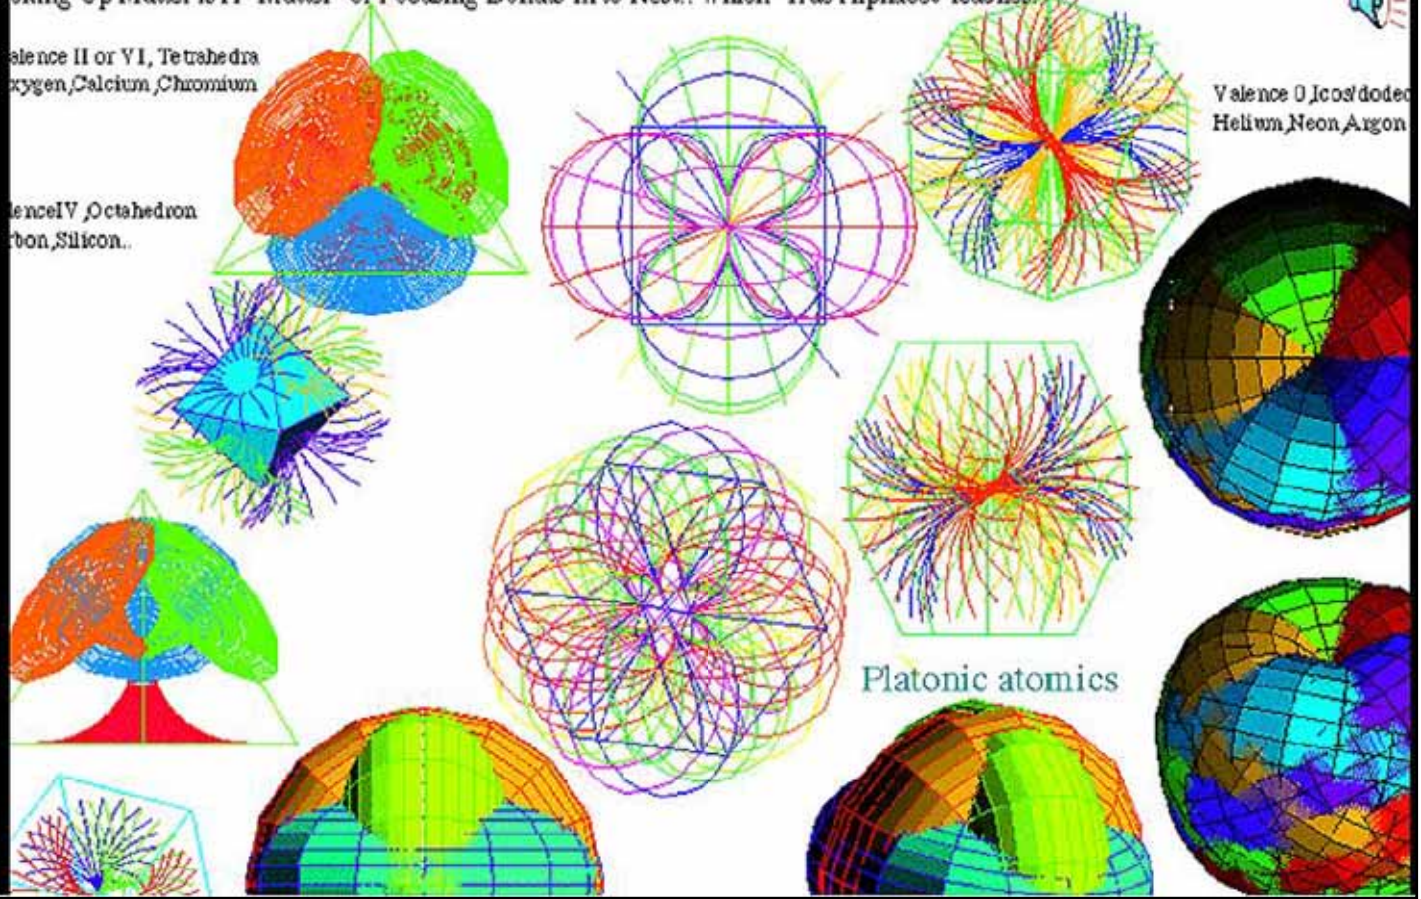 alence II or VI, Tetrahedra
xygen,Calcium,Chromium
lenceIV ,Octahedron
rbon,Silicon..
Valence 0,Icos/dodec
Helium,Neon,Argon
Platonic atomics